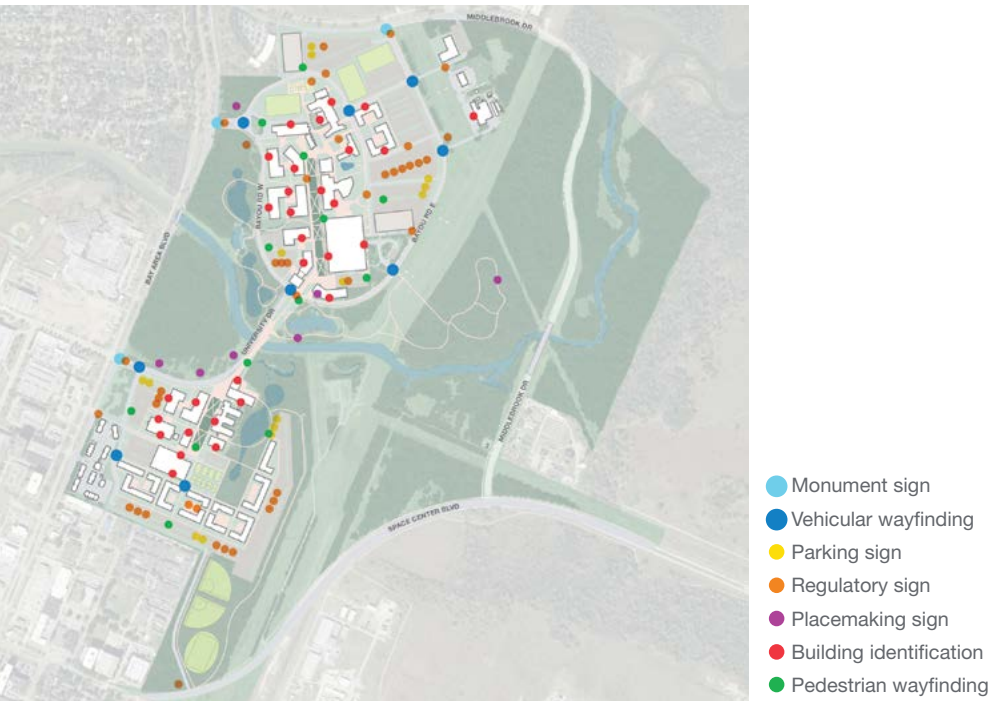 MIDDLEBROOK DR
BAYOU RD W
BAYOU RD E
BAY AREA BLVD
UNIVERSITY DR
MIDDLEBROOK DR
SPACE CENTER BLVD
Monument sign
Vehicular wayfinding
Parking sign
Regulatory sign
Placemaking sign
Building identification
Pedestrian wayfinding